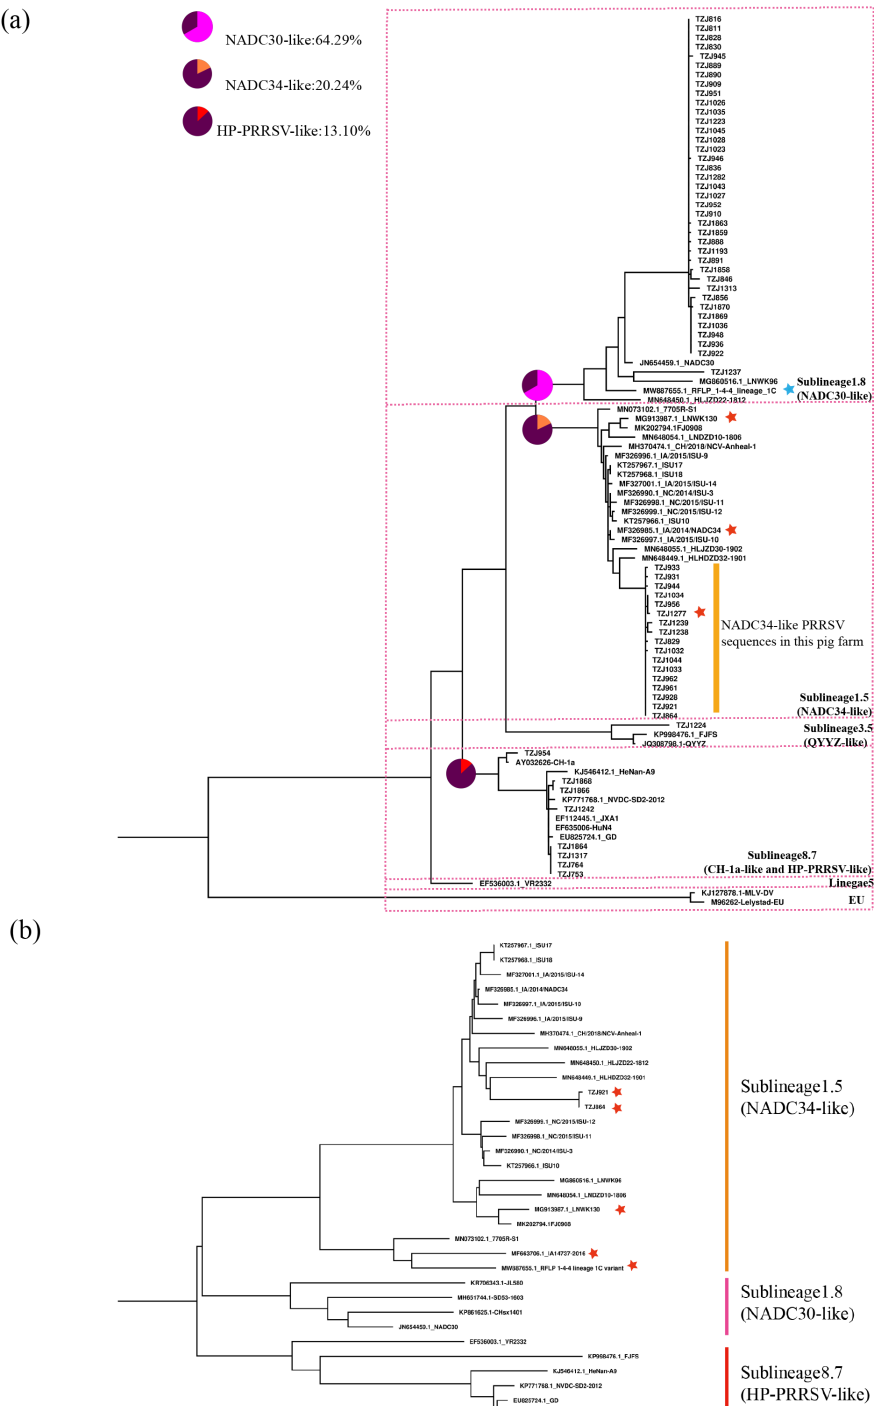 (a)
NADC30-like:64.29%
NADC34-like:20.24%
HP-PRRSV-like:13.10%
TZJ816
TZJ811
TZJ828
TZJ830
TZJ945
TZJ889
TZJ890
TZJ909
TZJ951
TZJ1026
TZJ1035
TZJ1223
TZJ1045
TZJ1028
TZJ1023
TZJ946
TZJ836
TZJ1282
TZJ1043
TZJ1027
TZJ952
TZJ910
TZJ1863
TZJ1859
TZJ888
TZJ1193
TZJ891
TZJ1858
TZJ846
TZJ1313
TZJ856
TZJ1870
TZJ1869
TZJ1036
TZJ948
TZJ936
TZJ922
JN654459.1_NADC30
TZJ1237
MG860516.1_LNWK96
MW887655.1_RFLP_1-4-4_lineage_1C
MN648450.1_HLJZD22-1812
Sublineage1.8
(NADC30-like)
MN073102.1_7705R-S1
MG913987.1_LNWK130
MK202794.1FJ0908
MN648054.1_LNDZD10-1806
MH370474.1_CH/2018/NCV-Anheal-1
MF326996.1_IA/2015/ISU-9
KT257967.1_ISU17
KT257968.1_ISU18
MF327001.1_IA/2015/ISU-14
MF326990.1_NC/2014/ISU-3
MF326998.1_NC/2015/ISU-11
MF326999.1_NC/2015/ISU-12
KT257966.1_ISU10
MF326985.1_IA/2014/NADC34
MF326997.1_IA/2015/ISU-10
MN648055.1_HLJZD30-1902
MN648449.1_HLHDZD32-1901
TZJ933
TZJ931
TZJ944
TZJ1034
TZJ956
TZJ1277
TZJ1239
TZJ1238
TZJ829
TZJ1032
TZJ1044
TZJ1033
TZJ962
TZJ961
TZJ928
TZJ921
TZJ864
NADC34-like PRRSV
sequences in this pig farm
Sublineage1.5
(NADC34-like)
TZJ1224
KP998476.1_FJFS
JQ308798.1-QYYZ
Sublineage3.5
(QYYZ-like)
TZJ954
AY032626-CH-1a
KJ546412.1_HeNan-A9
TZJ1868
TZJ1866
KP771768.1_NVDC-SD2-2012
TZJ1242
EF112445.1_JXA1
EF635006-HuN4
EU825724.1_GD
TZJ1864
TZJ1317
TZJ764
TZJ753
Sublineage8.7
(CH-1a-like and HP-PRRSV-like)
EF536003.1_VR2332
Linegae5
KJ127878.1-MLV-DV
M96262-Lelystad-EU
EU
(b)
KT257967.1_ISU17
KT257968.1_ISU18
MF327001.1_IA/2015/ISU-14
MF326985.1_IA/2014/NADC34
MF326997.1_IA/2015/ISU-10
MF326996.1_IA/2015/ISU-9
MH370474.1_CH/2018/NCV-Anheal-1
MN648055.1_HLJZD30-1902
MN648450.1_HLJZD22-1812
MN648449.1_HLHDZD32-1901
TZJ921
TZJ864
MF326999.1_NC/2015/ISU-12
MF326998.1_NC/2015/ISU-11
MF326990.1_NC/2014/ISU-3
KT257966.1_ISU10
MG860516.1_LNWK96
MN648054.1_LNDZD10-1806
MG913987.1_LNWK130
MK202794.1FJ0908
MN073102.1_7705R-S1
MF663706.1_IA14737-2016
MW887655.1_RFLP 1-4-4 lineage 1C variant
Sublineage1.5
(NADC34-like)
KR706343.1-JL580
MH651744.1-SD53-1603
KP861625.1-CHsx1401
JN654459.1_NADC30
Sublineage1.8
(NADC30-like)
EF536003.1_VR2332
KP998476.1_FJFS
KJ546412.1_HeNan-A9
KP771768.1_NVDC-SD2-2012
EU825724.1_GD
Sublineage8.7
(HP-PRRSV-like)